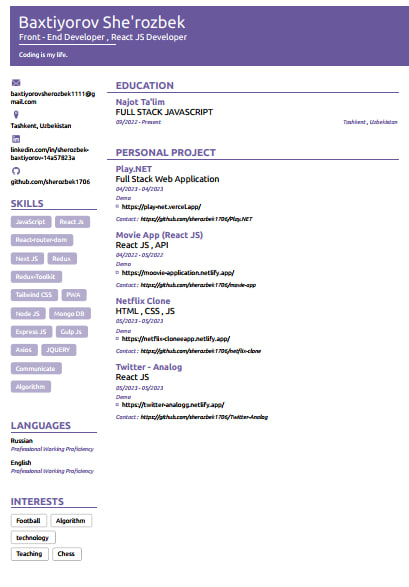 Baxtiyorov She'rozbek
Front - End Developer , React JS Developer
Coding is my life.
baxtiyorovsherozbek1111@g
mail.com
Tashkent, Uzbekistan
linkedin.com/in/sherozbek-
baxtiyorov-14a57823a
github.com/sherozbek1706
SKILLS
JavaScript React Js
React-router-dom
Next JS Redux
Redux-Toolkit
Tailwind CSS PWA
Node JS Mongo DB
Express JS Gulp Js
Axios JQUERY
Communicate
Algorithm
LANGUAGES
Russian
Professional Working Proficiency
English
Professional Working Proficiency
INTERESTS
Football Algorithm
technology
Teaching Chess
EDUCATION
Najot Ta'lim
FULL STACK JAVASCRIPT
09/2022 - Present Tashkent , Uzbekistan
PERSONAL PROJECT
Play.NET
Full Stack Web Application
04/2023 - 04/2023
Demo
https://play-net.vercel.app/
Contact : https://github.com/sherozbek1706/Play.NET
Movie App (React JS)
React JS , API
04/2022 - 05/2022
Demo
https://moovie-application.netlify.app/
Contact : https://github.com/sherozbek1706/movie-app
Netflix Clone
HTML , CSS , JS
05/2023 - 05/2023
Demo
https://netflix-cloneeapp.netlify.app/
Contact : https://github.com/sherozbek1706/netflix-clone
Twitter - Analog
React JS
05/2023 - 05/2023
Demo
https://twitter-analogg.netlify.app/
Contact : https://github.com/sherozbek1706/Twitter-Analog